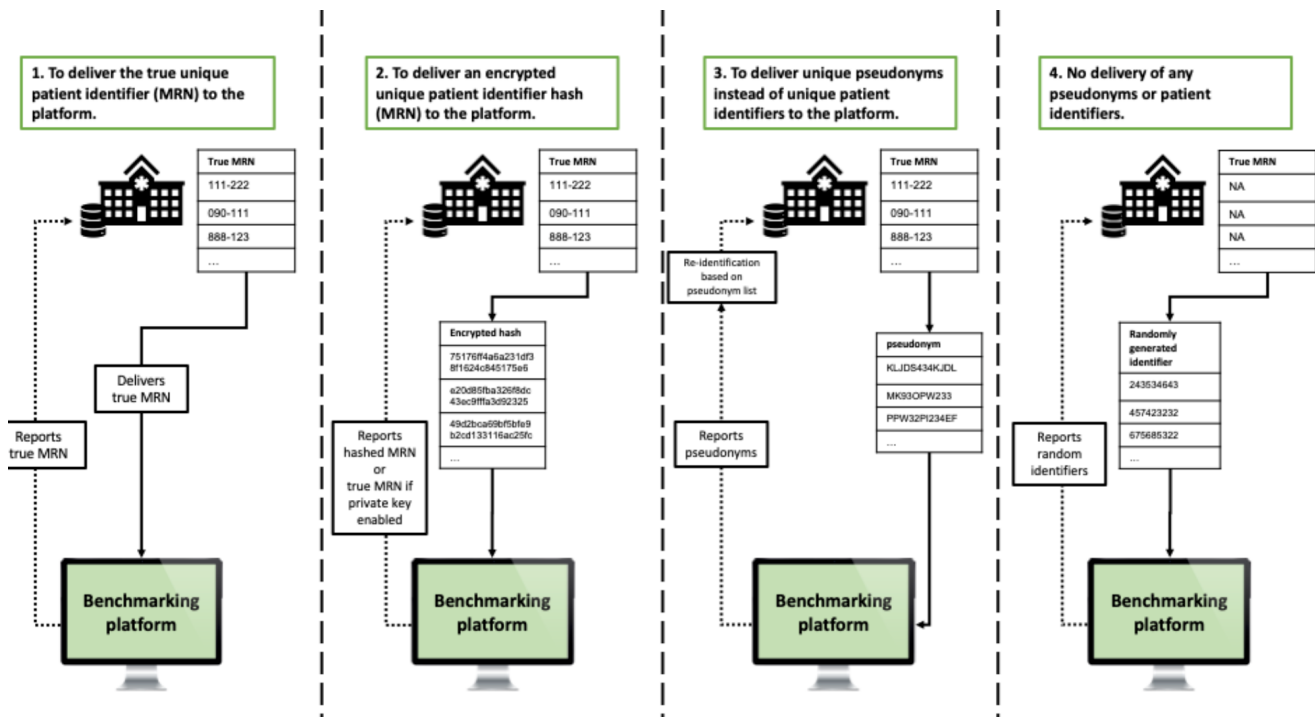 1. To deliver the true unique
patient identifier (MRN) to the
platform.
True MRN
111-222
090-111
888-123
...
Delivers
true MRN
Reports
true MRN
Benchmarking
platform
2. To deliver an encrypted
unique patient identifier hash
(MRN) to the platform.
True MRN
111-222
090-111
888-123
...
Encrypted hash
75176ff4a6a231df3
8f1624c845175e6
e20d85fba326f8dc
43ec9fffa3d92325
49d2bca69bf5bfe9
b2cd133116ac25fc
...
Reports
hashed MRN
or
true MRN if
private key
enabled
Benchmarking
platform
3. To deliver unique pseudonyms
instead of unique patient
identifiers to the platform.
True MRN
111-222
090-111
888-123
...
Re-identification
based on
pseudonym list
pseudonym
KLJDS434KJDL
MK93OPW233
PPW32PI234EF
...
Reports
pseudonyms
Benchmarking
platform
4. No delivery of any
pseudonyms or patient
identifiers.
True MRN
NA
NA
NA
...
Randomly
generated
identifier
243534643
457423232
675685322
...
Reports
random
identifiers
Benchmarking
platform